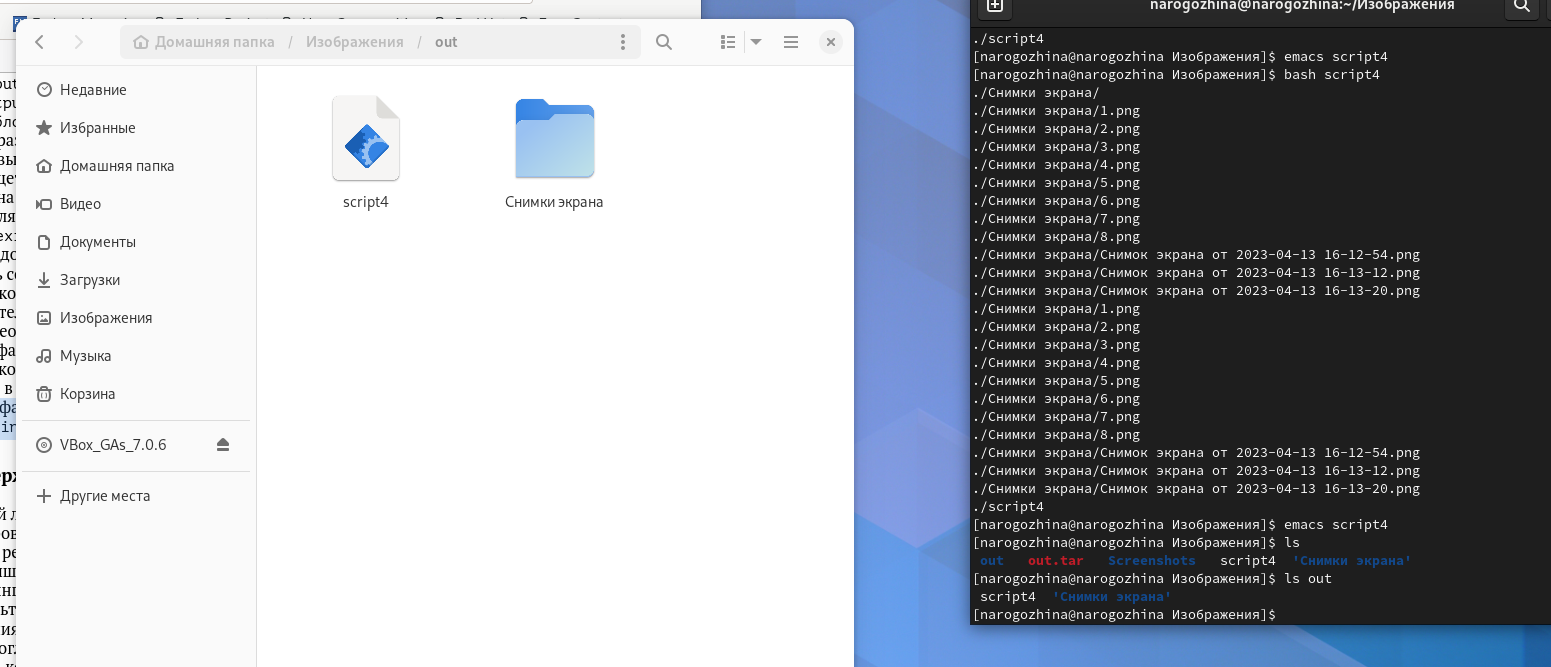 Домашняя папка / Изображения / out
Недавние
Избранные
Домашняя папка
Видео
Документы
Загрузки
Изображения
Музыка
Корзина
VBox_GAs_7.0.6
Другие места
script4
Снимки экрана
narogozhina@narogozhina:~/Изображения
./script4
[narogozhina@narogozhina Изображения]$ emacs script4
[narogozhina@narogozhina Изображения]$ bash script4
./Снимки экрана/
./Снимки экрана/1.png
./Снимки экрана/2.png
./Снимки экрана/3.png
./Снимки экрана/4.png
./Снимки экрана/5.png
./Снимки экрана/6.png
./Снимки экрана/7.png
./Снимки экрана/8.png
./Снимки экрана/Снимок экрана от 2023-04-13 16-12-54.png
./Снимки экрана/Снимок экрана от 2023-04-13 16-13-12.png
./Снимки экрана/Снимок экрана от 2023-04-13 16-13-20.png
./Снимки экрана/1.png
./Снимки экрана/2.png
./Снимки экрана/3.png
./Снимки экрана/4.png
./Снимки экрана/5.png
./Снимки экрана/6.png
./Снимки экрана/7.png
./Снимки экрана/8.png
./Снимки экрана/Снимок экрана от 2023-04-13 16-12-54.png
./Снимки экрана/Снимок экрана от 2023-04-13 16-13-12.png
./Снимки экрана/Снимок экрана от 2023-04-13 16-13-20.png
./script4
[narogozhina@narogozhina Изображения]$ emacs script4
[narogozhina@narogozhina Изображения]$ ls
out out.tar Screenshots script4 'Снимки экрана'
[narogozhina@narogozhina Изображения]$ ls out
script4 'Снимки экрана'
[narogozhina@narogozhina Изображения]$